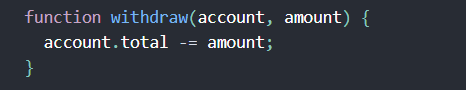 function withdraw(account, amount) {
  account.total -= amount;
}